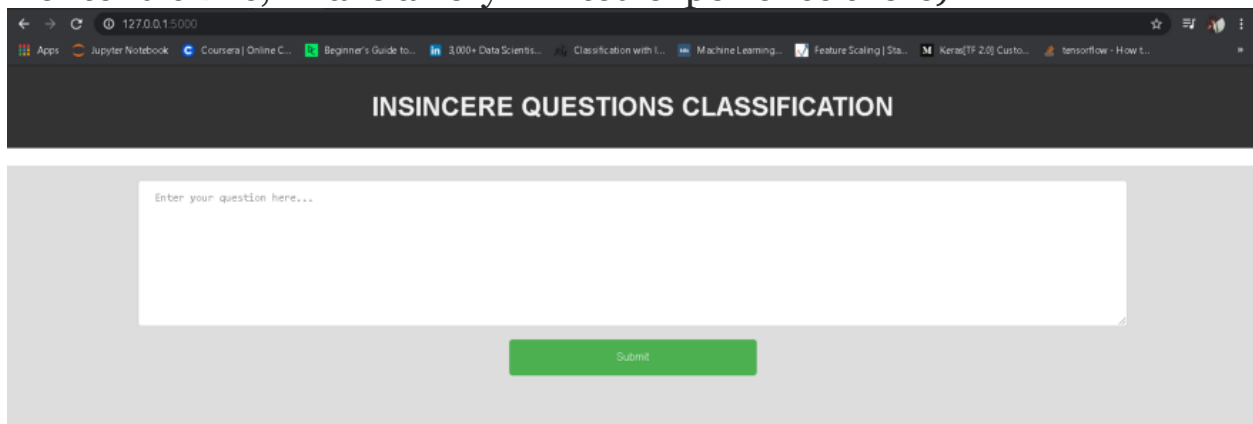 127.0.0.1:5000
Apps Jupyter Notebook Coursera | Online C... Beginner's Guide to... 3,000+ Data Scientis... Classification with I... Machine Learning... Feature Scaling | Sta... Keras[TF 2.0] Custo... tensorflow - How t... »
INSINCERE QUESTIONS CLASSIFICATION
Enter your question here...
Submit